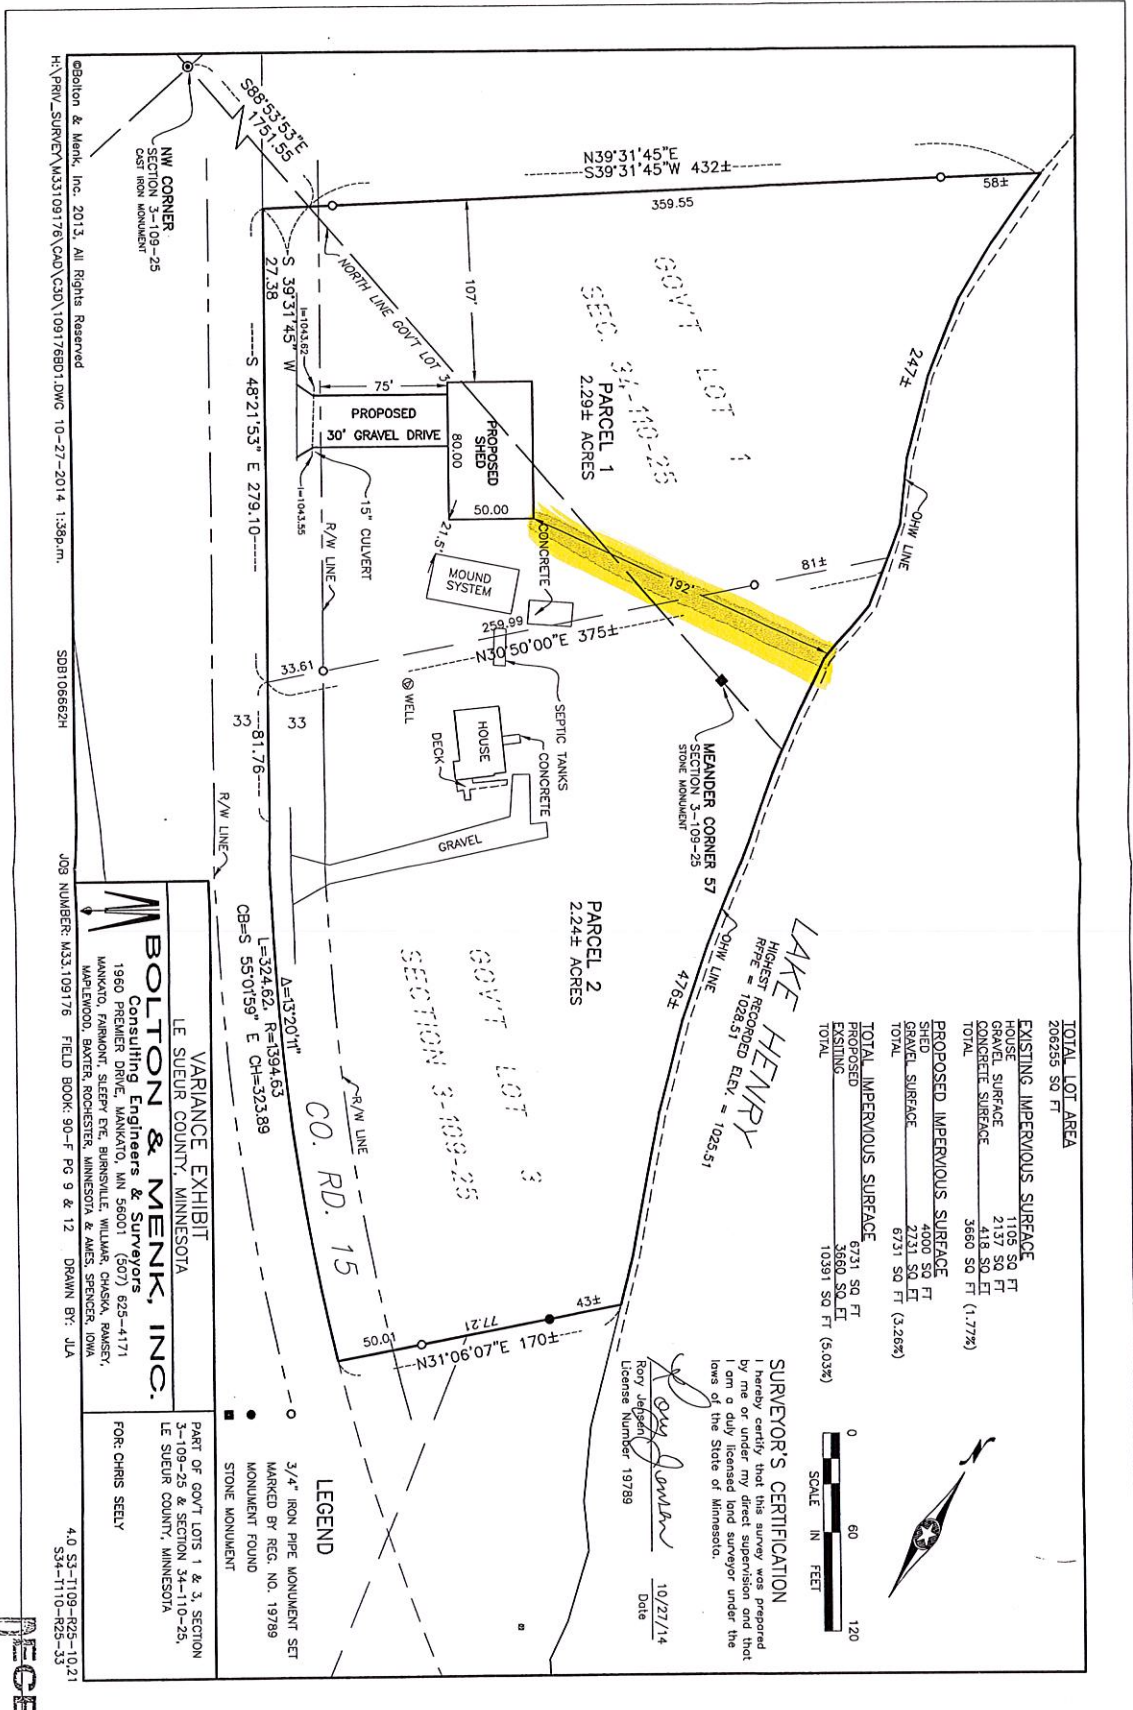 TOTAL LOT AREA
206255 SQ FT
EXISTING IMPERVIOUS SURFACE
HOUSE 1105 SQ FT
GRAVEL SURFACE 2137 SQ FT
CONCRETE SURFACE 418 SQ FT
TOTAL 3660 SQ FT (1.77%)
PROPOSED IMPERVIOUS SURFACE
SHED 4000 SQ FT
GRAVEL SURFACE 2731 SQ FT
TOTAL 6731 SQ FT (3.26%)
TOTAL IMPERVIOUS SURFACE
PROPOSED 6731 SQ FT
EXSITING 3660 SQ FT
TOTAL 10391 SQ FT (5.03%)
N
0 60 120
SCALE IN FEET
SURVEYOR'S CERTIFICATION
I hereby certify that this survey was prepared
by me or under my direct supervision and that
I am a duly licensed land surveyor under the
laws of the State of Minnesota.
Rory Jensen
10/27/14
Rory Jensen
Date
License Number 19789
LAKE HENRY
HIGHEST RECORDED ELEV. = 1025.51
RFPE = 1028.51
58±
247±
OHW LINE
81±
192'
N39°31'45"E
S39°31'45"W 432±
359.55
GOV'T LOT 1
SEC. 34-110-25
PARCEL 1
2.29± ACRES
MEANDER CORNER 57
SECTION 3-109-25
STONE MONUMENT
OHW LINE
476±
PARCEL 2
2.24± ACRES
GOV'T LOT 3
SECTION 3-109-25
107'
PROPOSED
SHED
80.00
50.00
CONCRETE
21.5'
MOUND
SYSTEM
259.99
N30°50'00"E 375±
SEPTIC TANKS
CONCRETE
HOUSE
DECK
WELL
GRAVEL
NORTH LINE GOV'T LOT 3
75'
PROPOSED
30' GRAVEL DRIVE
15" CULVERT
R/W LINE
I=1043.62
I=1043.55
S 39°31'45" W
27.38
S88°53'53"E
1751.55
S 48°21'53" E 279.10
33.61
33
33
81.76
R/W LINE
R/W LINE
Δ=13°20'11"
L=324.62, R=1394.63
CB=S 55°01'59" E CH=323.89
CO. RD. 15
43±
77.21
50.01
N31°06'07"E 170±
NW CORNER
SECTION 3-109-25
CAST IRON MONUMENT
LEGEND
3/4" IRON PIPE MONUMENT SET
MARKED BY REG. NO. 19789
MONUMENT FOUND
STONE MONUMENT
VARIANCE EXHIBIT
LE SUEUR COUNTY, MINNESOTA
BOLTON & MENK, INC.
Consulting Engineers & Surveyors
1960 PREMIER DRIVE, MANKATO, MN 56001 (507) 625-4171
MANKATO, FAIRMONT, SLEEPY EYE, BURNSVILLE, WILLMAR, CHASKA, RAMSEY,
MAPLEWOOD, BAXTER, ROCHESTER, MINNESOTA & AMES, SPENCER, IOWA
PART OF GOV'T LOTS 1 & 3, SECTION
3-109-25 & SECTION 34-110-25,
LE SUEUR COUNTY, MINNESOTA
FOR: CHRIS SEELY
©Bolton & Menk, Inc. 2013, All Rights Reserved
H:\PRIV_SURVEY\M33109176\CAD\C3D\109176BD1.DWG 10-27-2014 1:38p.m.
SDB106662H
JOB NUMBER: M33.109176 FIELD BOOK: 90-F PG 9 & 12 DRAWN BY: JLA
4.0 S3-T109-R25-10,21
S34-T110-R25-33